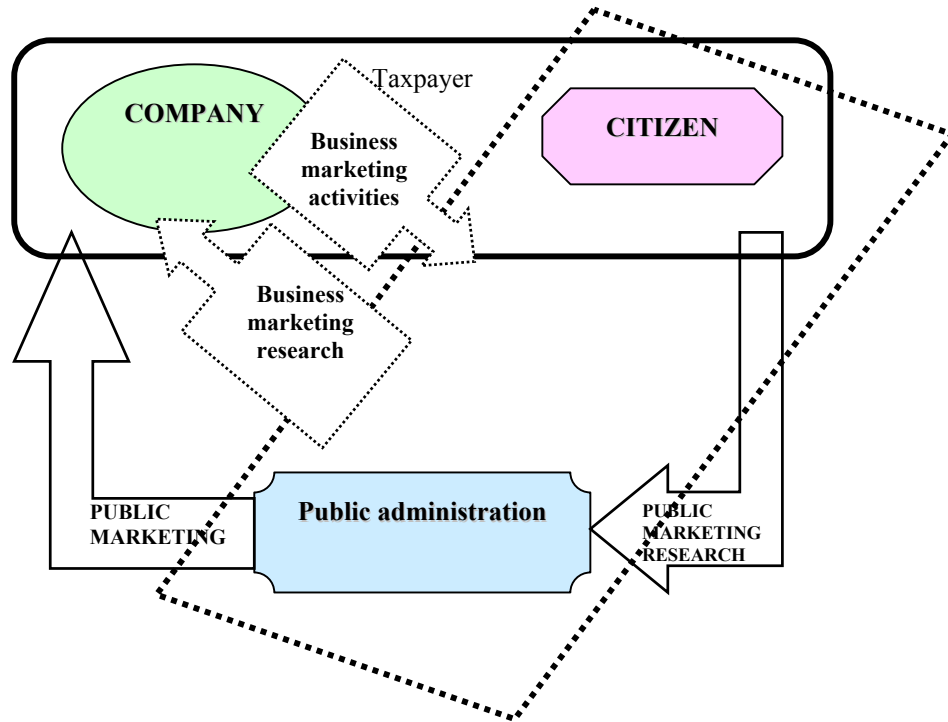 Taxpayer
COMPANY
CITIZEN
Business
marketing
activities
Business
marketing
research
Public administration
PUBLIC
MARKETING
PUBLIC
MARKETING
RESEARCH